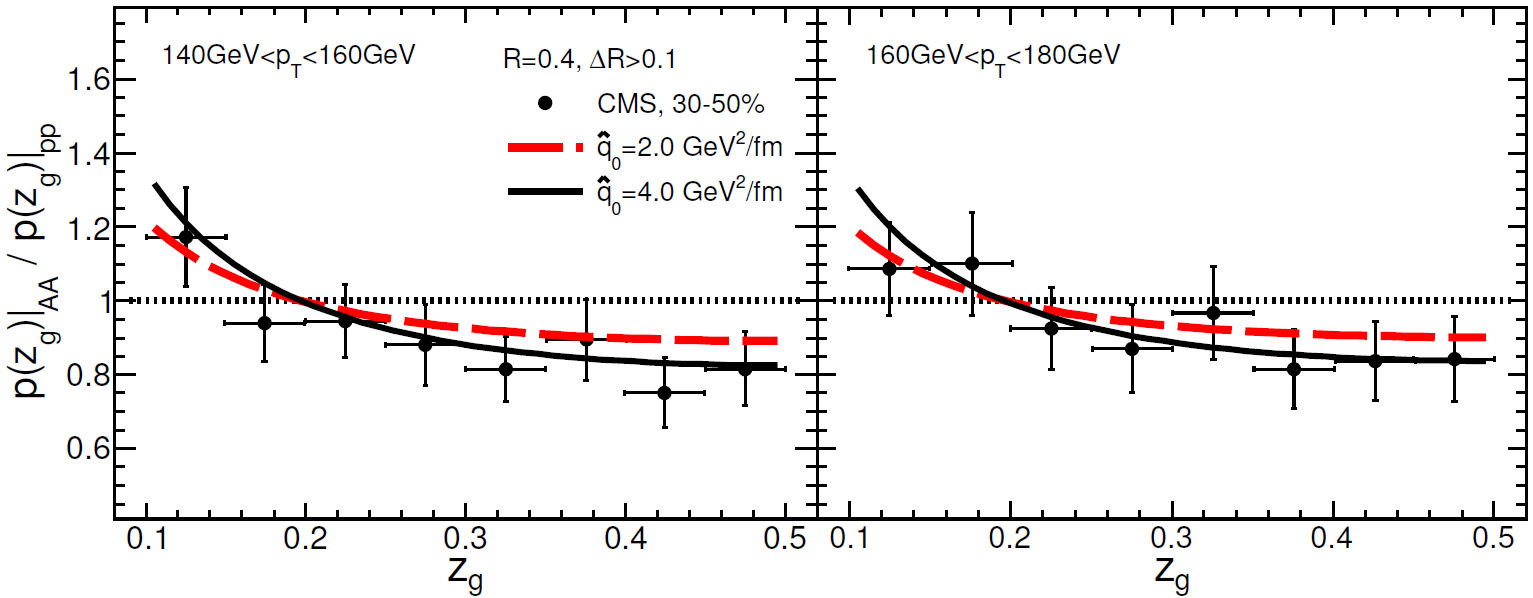 140GeV<p_T<160GeV
R=0.4, ΔR>0.1
CMS, 30-50%
q̂_0=2.0 GeV²/fm
q̂_0=4.0 GeV²/fm
160GeV<p_T<180GeV
p(z_g)|_AA / p(z_g)|_pp
1.6
1.4
1.2
1
0.8
0.6
0.1 0.2 0.3 0.4 0.5
z_g
0.1 0.2 0.3 0.4 0.5
z_g